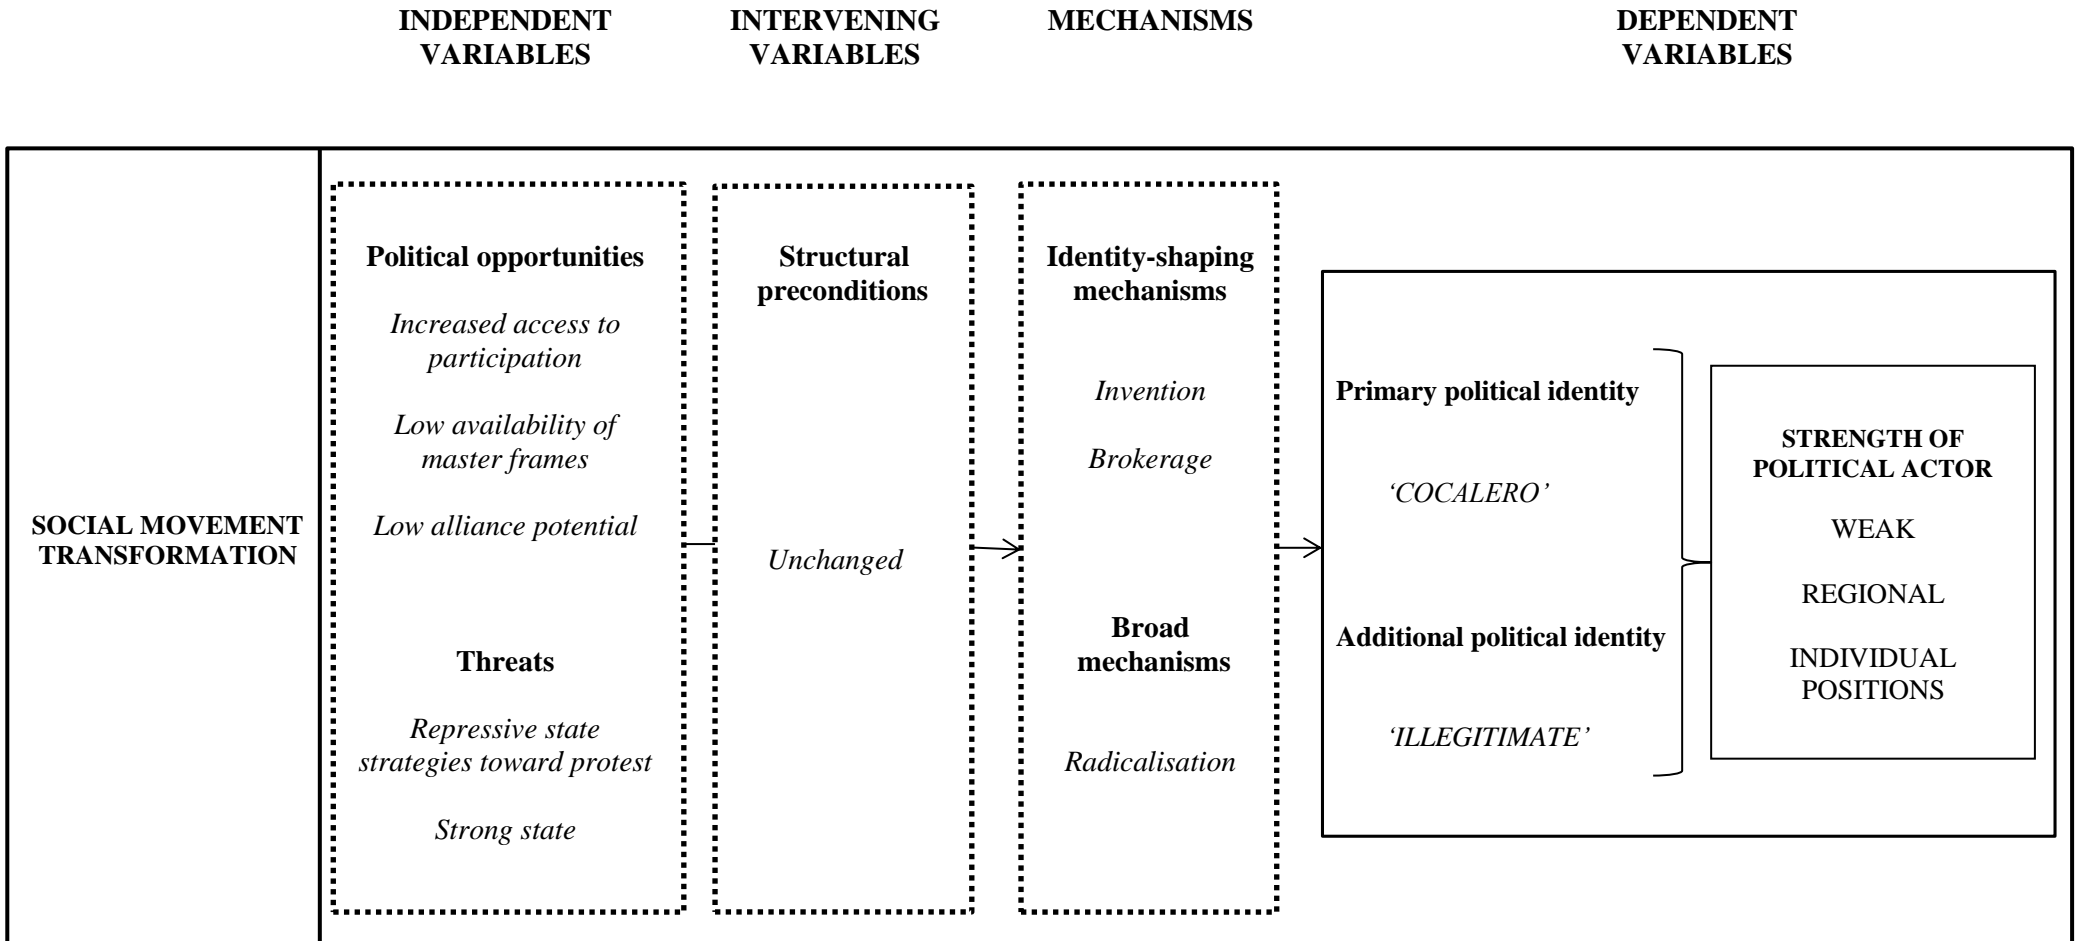 INDEPENDENT
VARIABLES
INTERVENING
VARIABLES
MECHANISMS
DEPENDENT
VARIABLES
SOCIAL MOVEMENT
TRANSFORMATION
Political opportunities
Increased access to
participation
Low availability of
master frames
Low alliance potential
Threats
Repressive state
strategies toward protest
Strong state
Structural
preconditions
Unchanged
Identity-shaping
mechanisms
Invention
Brokerage
Broad
mechanisms
Radicalisation
Primary political identity
‘COCALERO’
Additional political identity
‘ILLEGITIMATE’
STRENGTH OF
POLITICAL ACTOR
WEAK
REGIONAL
INDIVIDUAL
POSITIONS